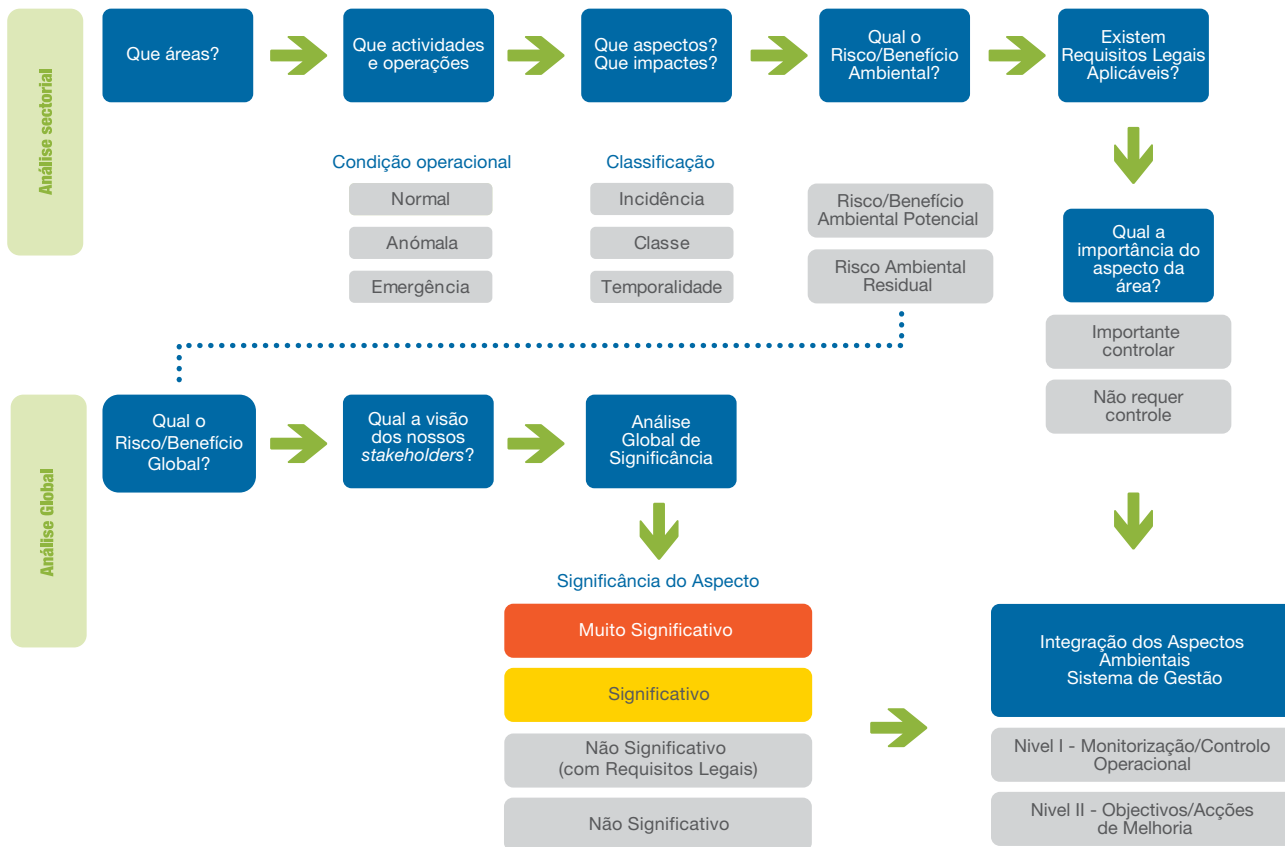 Análise sectorial
Que áreas?
Que actividades
e operações
Que aspectos?
Que impactes?
Qual o
Risco/Benefício
Ambiental?
Existem
Requisitos Legais
Aplicáveis?
Condição operacional
Normal
Anómala
Emergência
Classificação
Incidência
Classe
Temporalidade
Risco/Benefício
Ambiental Potencial
Risco Ambiental
Residual
Qual a
importância do
aspecto da
área?
Importante
controlar
Não requer
controle
Análise Global
Qual o
Risco/Benefício
Global?
Qual a visão
dos nossos
stakeholders?
Análise
Global de
Significância
Significância do Aspecto
Muito Significativo
Significativo
Não Significativo
(com Requisitos Legais)
Não Significativo
Integração dos Aspectos
Ambientais
Sistema de Gestão
Nivel I - Monitorização/Controlo
Operacional
Nivel II - Objectivos/Acções
de Melhoria